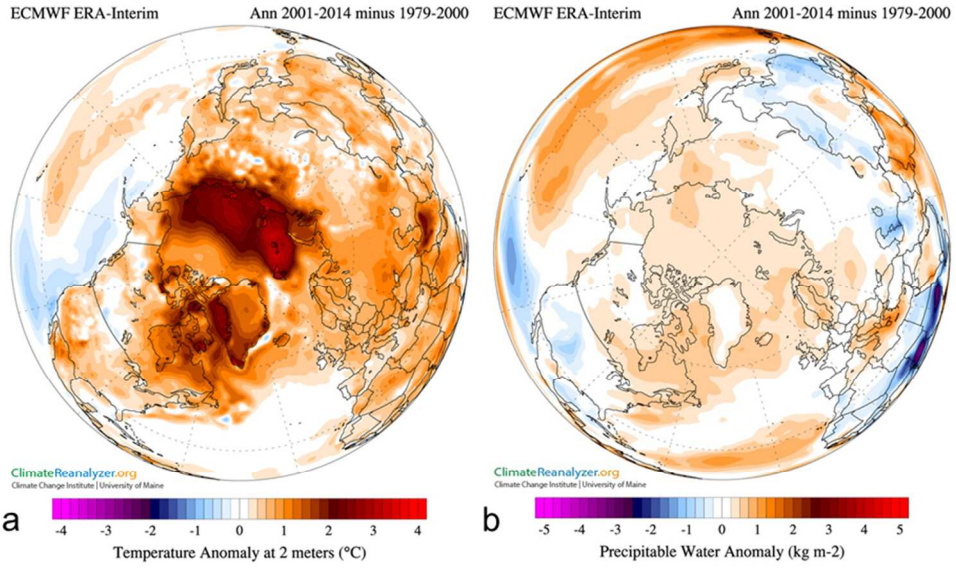 ECMWF ERA-Interim
Ann 2001-2014 minus 1979-2000
ClimateReanalyzer.org
Climate Change Institute | University of Maine
-4 -3 -2 -1 0 1 2 3 4
a
Temperature Anomaly at 2 meters (°C)
ECMWF ERA-Interim
Ann 2001-2014 minus 1979-2000
ClimateReanalyzer.org
Climate Change Institute | University of Maine
-5 -4 -3 -2 -1 0 1 2 3 4 5
b
Precipitable Water Anomaly (kg m-2)